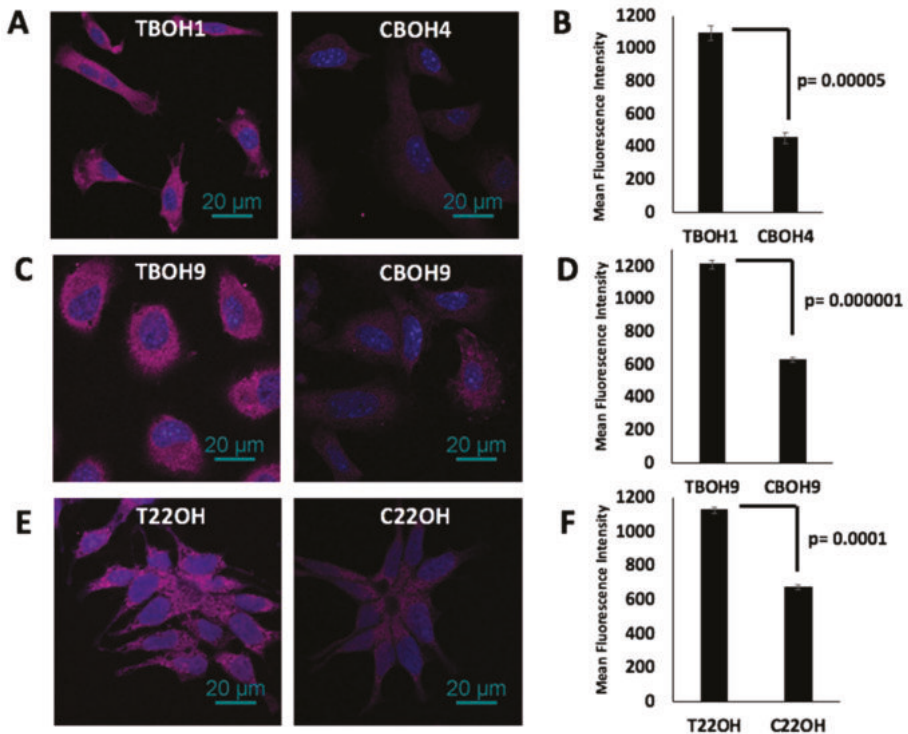 A
TBOH1
20 µm
CBOH4
20 µm
B
Mean Fluorescence Intensity
1200
1000
800
600
400
200
0
p= 0.00005
TBOH1 CBOH4
C
TBOH9
20 µm
CBOH9
20 µm
D
Mean Fluorescence Intensity
1200
1000
800
600
400
200
0
p= 0.000001
TBOH9 CBOH9
E
T22OH
20 µm
C22OH
20 µm
F
Mean Fluorescence Intensity
1200
1000
800
600
400
200
0
p= 0.0001
T22OH C22OH